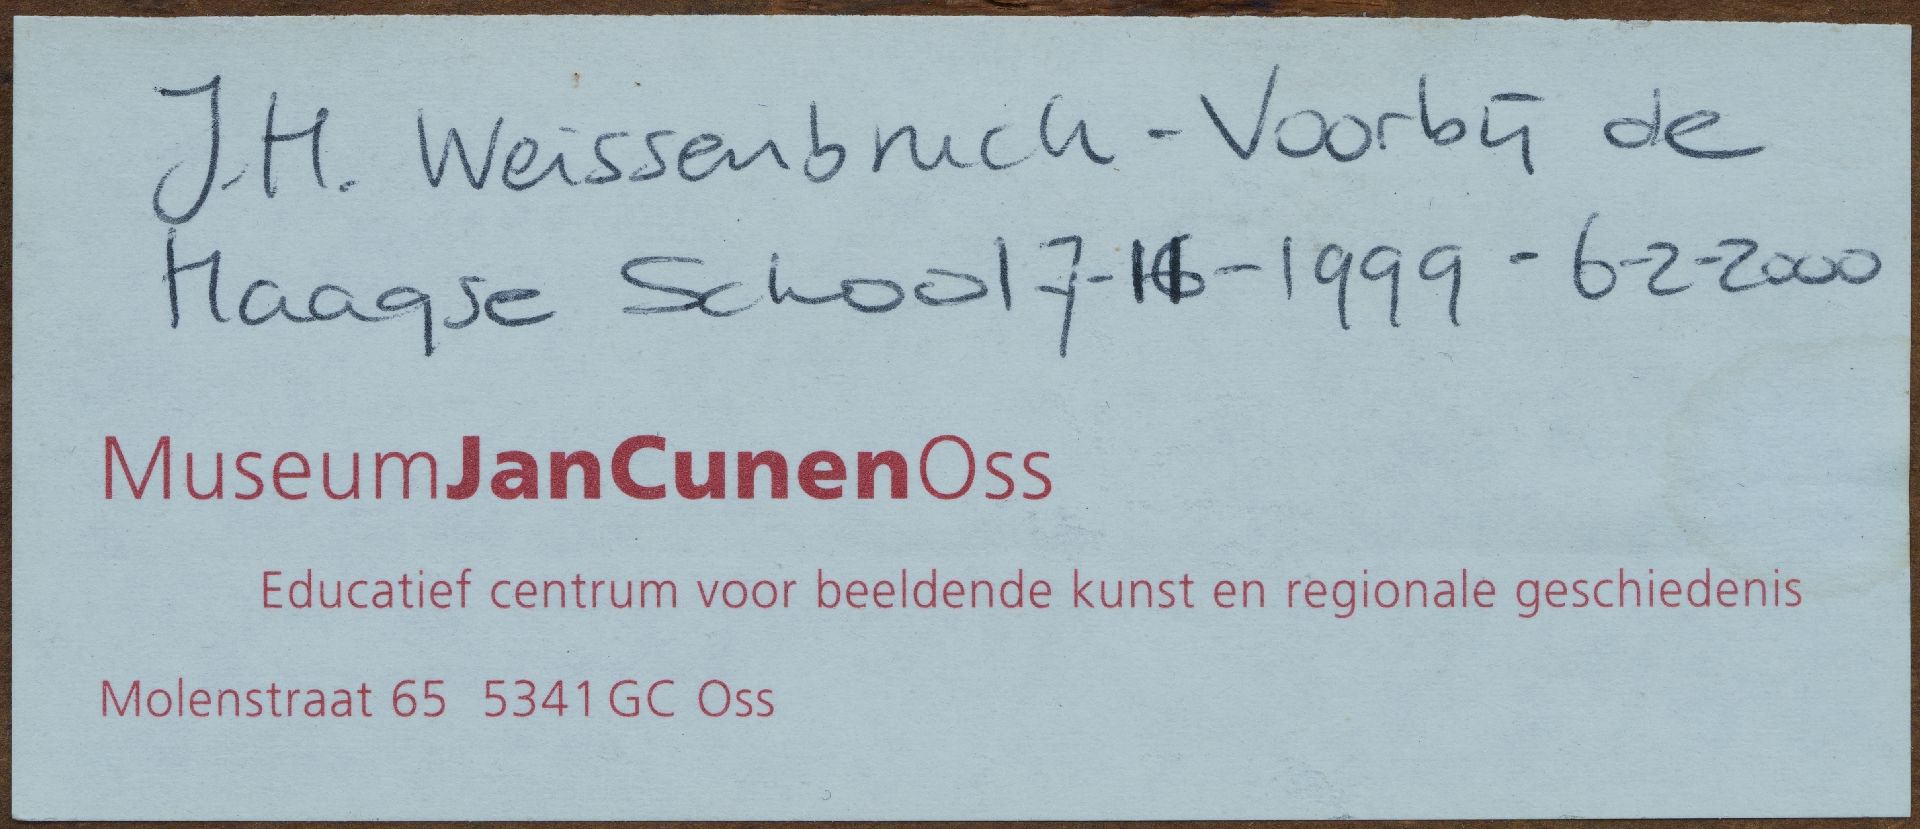 J.H. Weissenbruch - Voorbij de
Haagse School 7-11-1999 - 6-2-2000
MuseumJanCunenOss
Educatief centrum voor beeldende kunst en regionale geschiedenis
Molenstraat 65 5341 GC Oss